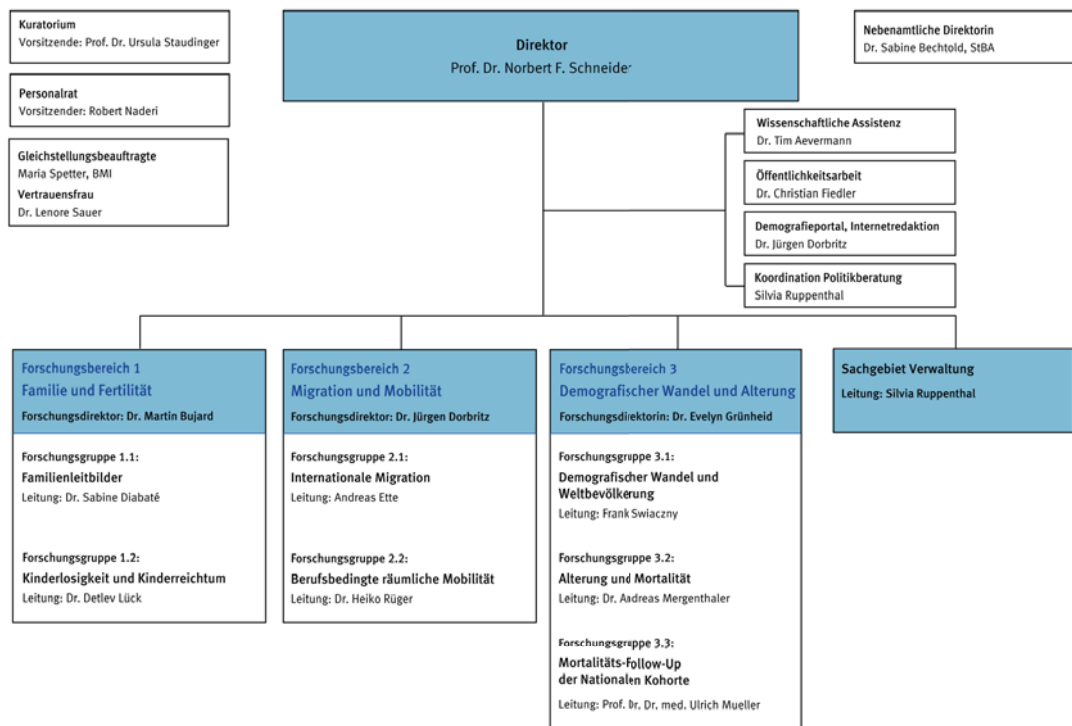 Kuratorium
Vorsitzende: Prof. Dr. Ursula Staudinger
Personalrat
Vorsitzender: Robert Naderi
Gleichstellungsbeauftragte
Maria Spetter, BMI
Vertrauensfrau
Dr. Lenore Sauer
Direktor
Prof. Dr. Norbert F. Schneider
Nebenamtliche Direktorin
Dr. Sabine Bechtold, StBA
Wissenschaftliche Assistenz
Dr. Tim Aevermann
Öffentlichkeitsarbeit
Dr. Christian Fiedler
Demografieportal, Internetredaktion
Dr. Jürgen Dorbritz
Koordination Politikberatung
Silvia Ruppenthal
Forschungsbereich 1
Familie und Fertilität
Forschungsdirektor: Dr. Martin Bujard
Forschungsgruppe 1.1:
Familienleitbilder
Leitung: Dr. Sabine Diabaté
Forschungsgruppe 1.2:
Kinderlosigkeit und Kinderreichtum
Leitung: Dr. Detlev Lück
Forschungsbereich 2
Migration und Mobilität
Forschungsdirektor: Dr. Jürgen Dorbritz
Forschungsgruppe 2.1:
Internationale Migration
Leitung: Andreas Ette
Forschungsgruppe 2.2:
Berufsbedingte räumliche Mobilität
Leitung: Dr. Heiko Rüger
Forschungsbereich 3
Demografischer Wandel und Alterung
Forschungsdirektorin: Dr. Evelyn Grünheid
Forschungsgruppe 3.1:
Demografischer Wandel und
Weltbevölkerung
Leitung: Frank Swiaczny
Forschungsgruppe 3.2:
Alterung und Mortalität
Leitung: Dr. Andreas Mergenthaler
Forschungsgruppe 3.3:
Mortalitäts-Follow-Up
der Nationalen Kohorte
Leitung: Prof. Dr. Dr. med. Ulrich Mueller
Sachgebiet Verwaltung
Leitung: Silvia Ruppenthal